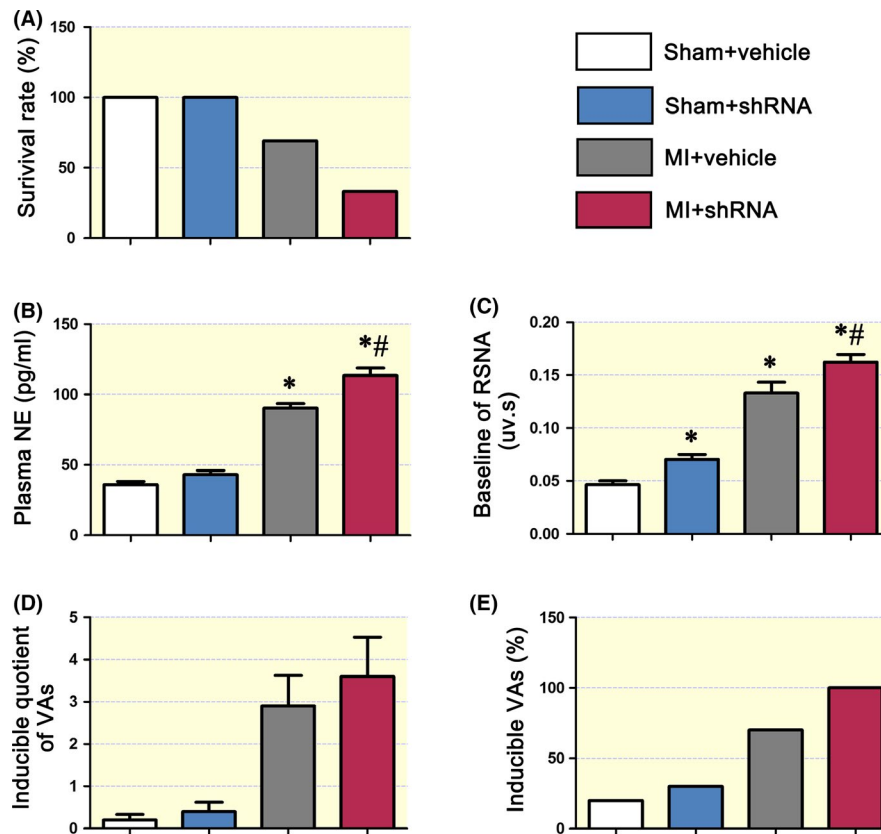 (A)
Surivival rate (%)
150
100
50
0
Sham+vehicle
Sham+shRNA
MI+vehicle
MI+shRNA
(B)
Plasma NE (pg/ml)
150
100
50
0
*
*#
(C)
Baseline of RSNA
(uv.s)
0.20
0.15
0.10
0.05
0.00
*
*
*#
(D)
Inducible quotient
of VAs
5
4
3
2
1
0
(E)
Inducible VAs (%)
150
100
50
0